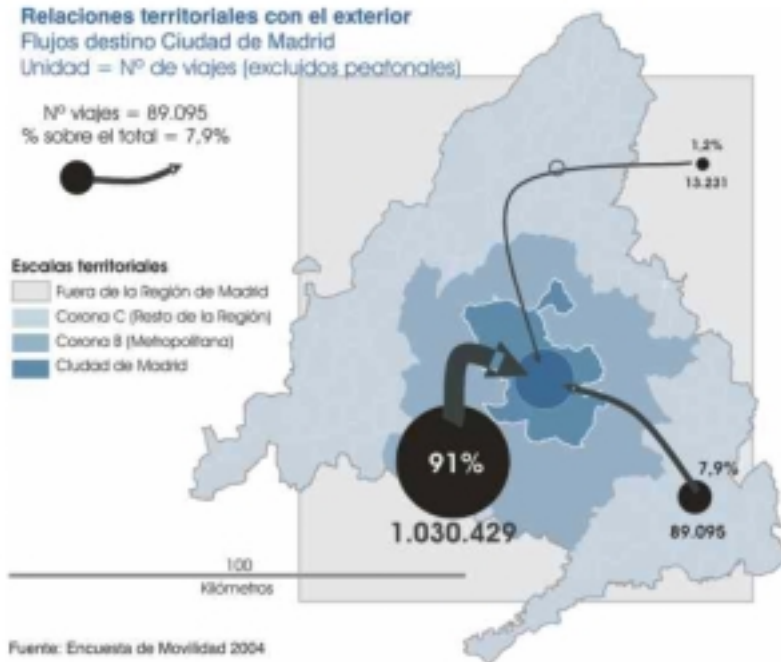 Relaciones territoriales con el exterior
Flujos destino Ciudad de Madrid
Unidad = Nº de viajes (excluidos peatonales)
Nº viajes = 89.095
% sobre el total = 7,9%
1,2%
13.231
Escalas territoriales
Fuera de la Región de Madrid
Corona C (Resto de la Región)
Corona B (Metropolitana)
Ciudad de Madrid
91%
1.030.429
7,9%
89.095
100
Kilómetros
Fuente: Encuesta de Movilidad 2004